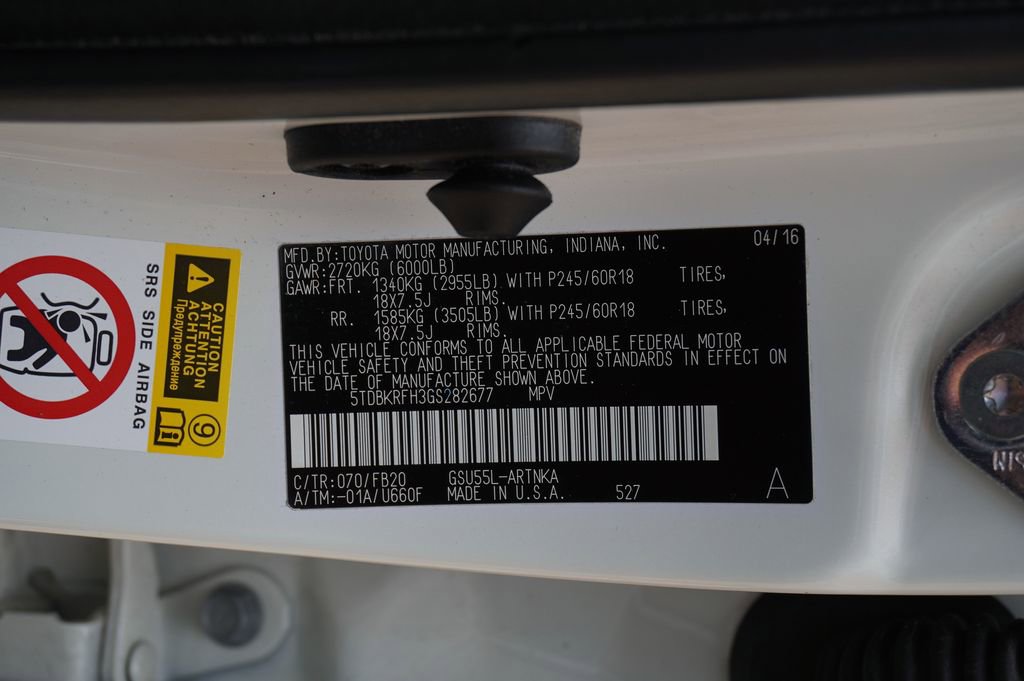 MFD.BY:TOYOTA MOTOR MANUFACTURING, INDIANA, INC. 04/16
GVWR:2720KG (6000LB)
GAWR:FRT. 1340KG (2955LB) WITH P245/60R18 TIRES,
18X7.5J RIMS.
RR. 1585KG (3505LB) WITH P245/60R18 TIRES,
18X7.5J RIMS.
THIS VEHICLE CONFORMS TO ALL APPLICABLE FEDERAL MOTOR
VEHICLE SAFETY AND THEFT PREVENTION STANDARDS IN EFFECT ON
THE DATE OF MANUFACTURE SHOWN ABOVE.
5TDBKRFH3GS282677 MPV
C/TR:070/FB20 GSU55L-ARTNKA
A/TM:-01A/U660F MADE IN U.S.A. 527 A
SRS SIDE AIRBAG
CAUTION
ATTENTION
ACHTUNG
Предупреждение
i 9